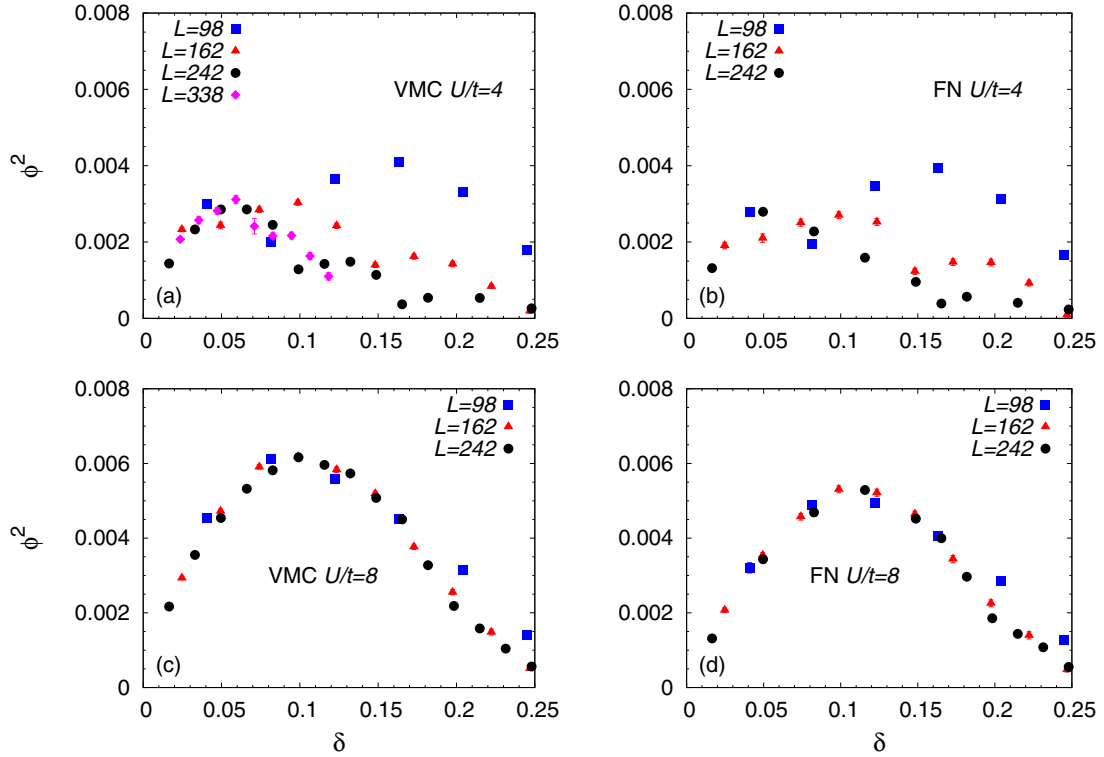 0.008
0.006
0.004
0.002
0
ϕ²
L=98
L=162
L=242
L=338
VMC U/t=4
(a)
0 0.05 0.1 0.15 0.2 0.25
0.008
0.006
0.004
0.002
0
L=98
L=162
L=242
FN U/t=4
(b)
0 0.05 0.1 0.15 0.2 0.25
0.008
0.006
0.004
0.002
0
ϕ²
L=98
L=162
L=242
VMC U/t=8
(c)
0 0.05 0.1 0.15 0.2 0.25
δ
0.008
0.006
0.004
0.002
0
L=98
L=162
L=242
FN U/t=8
(d)
0 0.05 0.1 0.15 0.2 0.25
δ